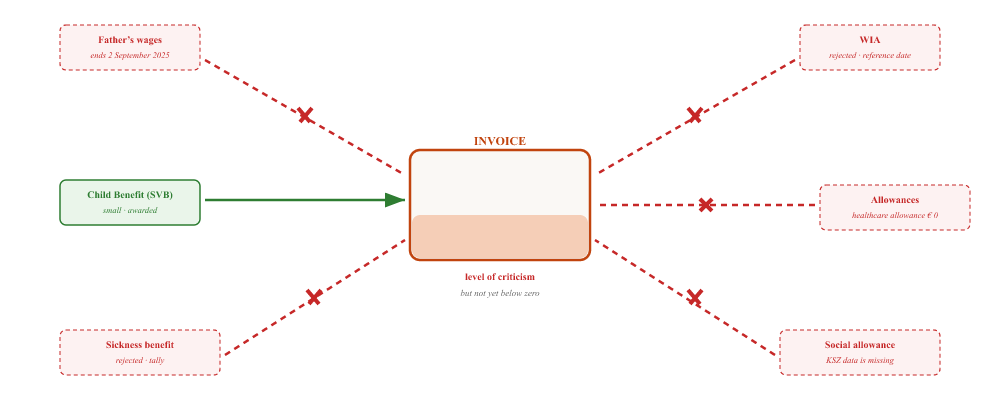 Father's wages
ends 2 September 2025
WIA
rejected · reference date
INVOICE
Child Benefit (SVB)
small · awarded
Allowances
healthcare allowance € 0
level of criticism
but not yet below zero
Sickness benefit
rejected · tally
Social allowance
KSZ data is missing